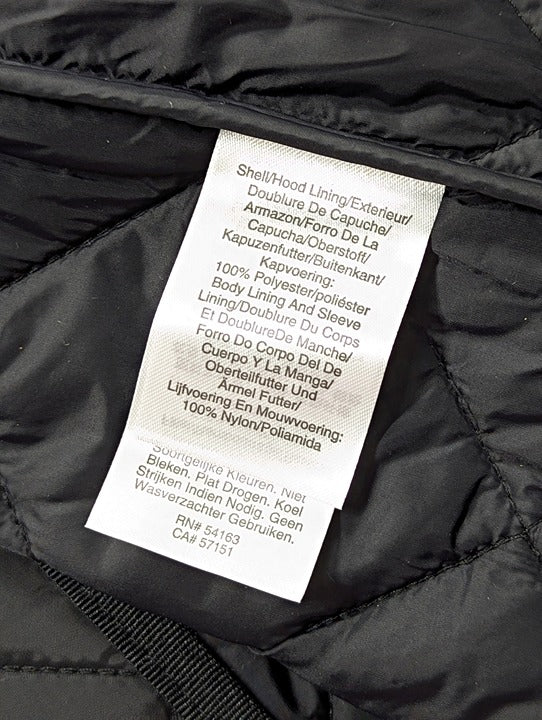 Shell/Hood Lining/Exterieur/
Doublure De Capuche/
Armazon/Forro De La
Capucha/Oberstoff/
Kapuzenfutter/Buitenkant/
Kapvoering:
100% Polyester/poliéster
Body Lining And Sleeve
Lining/Doublure Du Corps
Et DoublureDe Manche/
Forro Do Corpo Del De
Cuerpo Y La Manga/
Oberteilfutter Und
Ärmel Futter/
Lijfvoering En Mouwvoering:
100% Nylon/Poliamida
Soortgelijke Kleuren. Niet
Bleken. Plat Drogen. Koel
Strijken Indien Nodig. Geen
Wasverzachter Gebruiken.
RN# 54163
CA# 57151